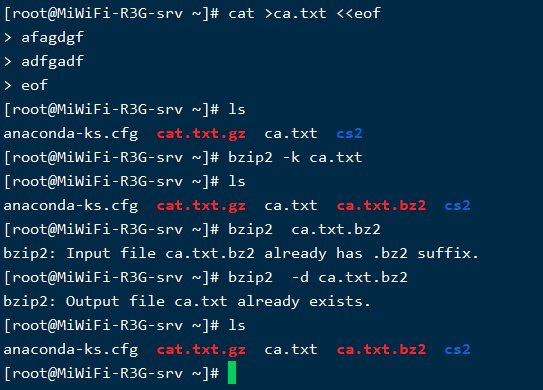 [root@MiWiFi-R3G-srv ~]# cat >ca.txt <<eof
> afagdgf
> adfgadf
> eof
[root@MiWiFi-R3G-srv ~]# ls
anaconda-ks.cfg  cat.txt.gz  ca.txt  cs2
[root@MiWiFi-R3G-srv ~]# bzip2 -k ca.txt
[root@MiWiFi-R3G-srv ~]# ls
anaconda-ks.cfg  cat.txt.gz  ca.txt  ca.txt.bz2  cs2
[root@MiWiFi-R3G-srv ~]# bzip2  ca.txt.bz2
bzip2: Input file ca.txt.bz2 already has .bz2 suffix.
[root@MiWiFi-R3G-srv ~]# bzip2  -d ca.txt.bz2
bzip2: Output file ca.txt already exists.
[root@MiWiFi-R3G-srv ~]# ls
anaconda-ks.cfg  cat.txt.gz  ca.txt  ca.txt.bz2  cs2
[root@MiWiFi-R3G-srv ~]#